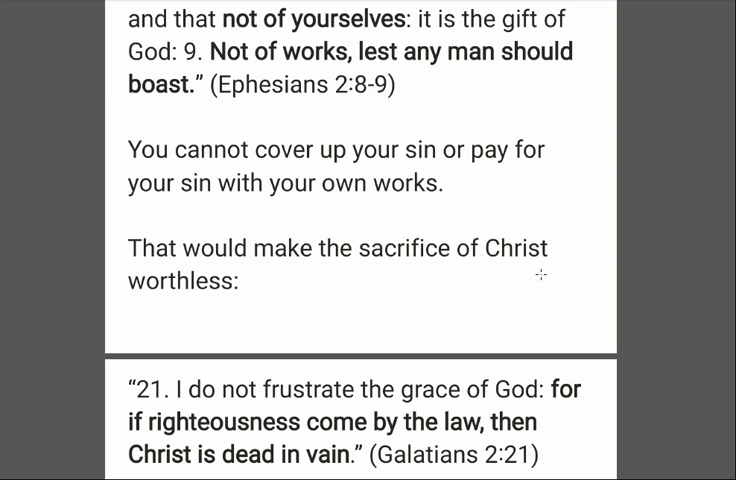 and that not of yourselves: it is the gift of
God: 9. Not of works, lest any man should
boast.” (Ephesians 2:8-9)
You cannot cover up your sin or pay for
your sin with your own works.
That would make the sacrifice of Christ
worthless:
“21. I do not frustrate the grace of God: for
if righteousness come by the law, then
Christ is dead in vain.” (Galatians 2:21)